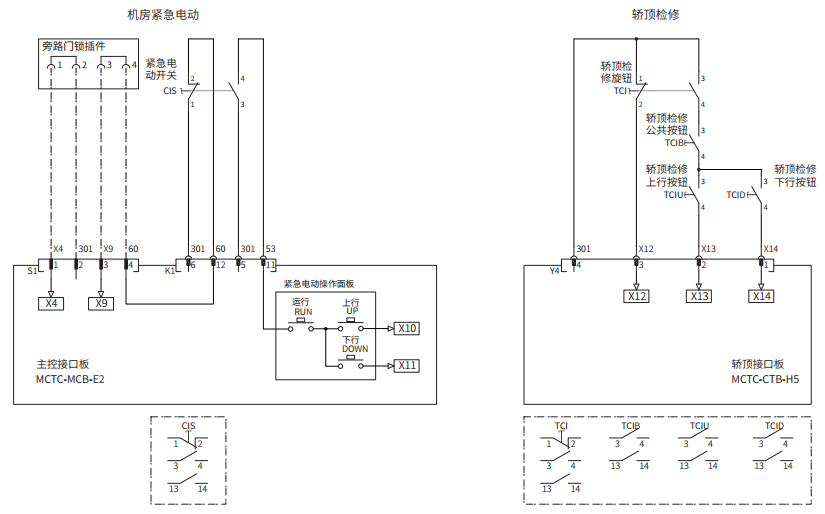 机房紧急电动
轿顶检修
旁路门锁插件
1 2 3 4
紧急电
动开关
CIS
2 4
1 3
轿顶检
修旋钮
TCI
1 3
2 4
轿顶检修
公共按钮
TCIB
3
4
轿顶检修
上行按钮
TCIU
3
4
轿顶检修
下行按钮
TCID
3
4
X4 301 X9 60
S1 1 2 3 4
301 60 301 53
K1 6 12 5 11
301 X12 X13 X14
Y4 4 3 2 1
X4 X9
X12 X13 X14
紧急电动操作面板
运行
RUN
上行
UP
X10
下行
DOWN
X11
主控接口板
MCTC-MCB-E2
轿顶接口板
MCTC-CTB-H5
CIS
1 2
3 4
13 14
TCI TCIB TCIU TCID
1 2 3 4 3 4 3 4
3 4 13 14 13 14 13 14
13 14